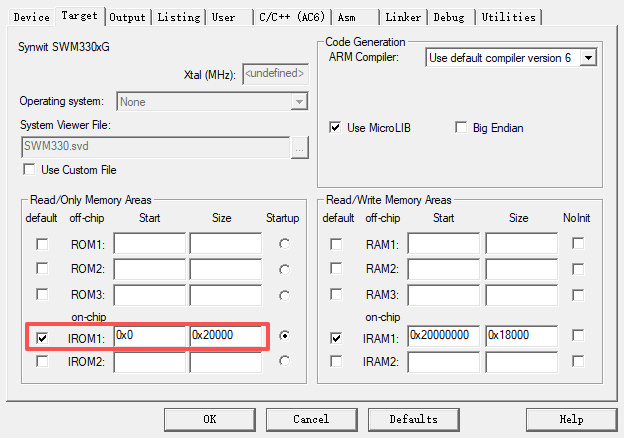 Device Target Output Listing User C/C++ (AC6) Asm Linker Debug Utilities
Synwit SWM330xG
Xtal (MHz): <undefined>
Operating system: None
System Viewer File:
SWM330.svd ...
Use Custom File
Code Generation
ARM Compiler: Use default compiler version 6
Use MicroLIB Big Endian
Read/Only Memory Areas
default off-chip Start Size Startup
ROM1:
ROM2:
ROM3:
on-chip
IROM1: 0x0 0x20000
IROM2:
Read/Write Memory Areas
default off-chip Start Size NoInit
RAM1:
RAM2:
RAM3:
on-chip
IRAM1: 0x20000000 0x18000
IRAM2:
OK Cancel Defaults Help